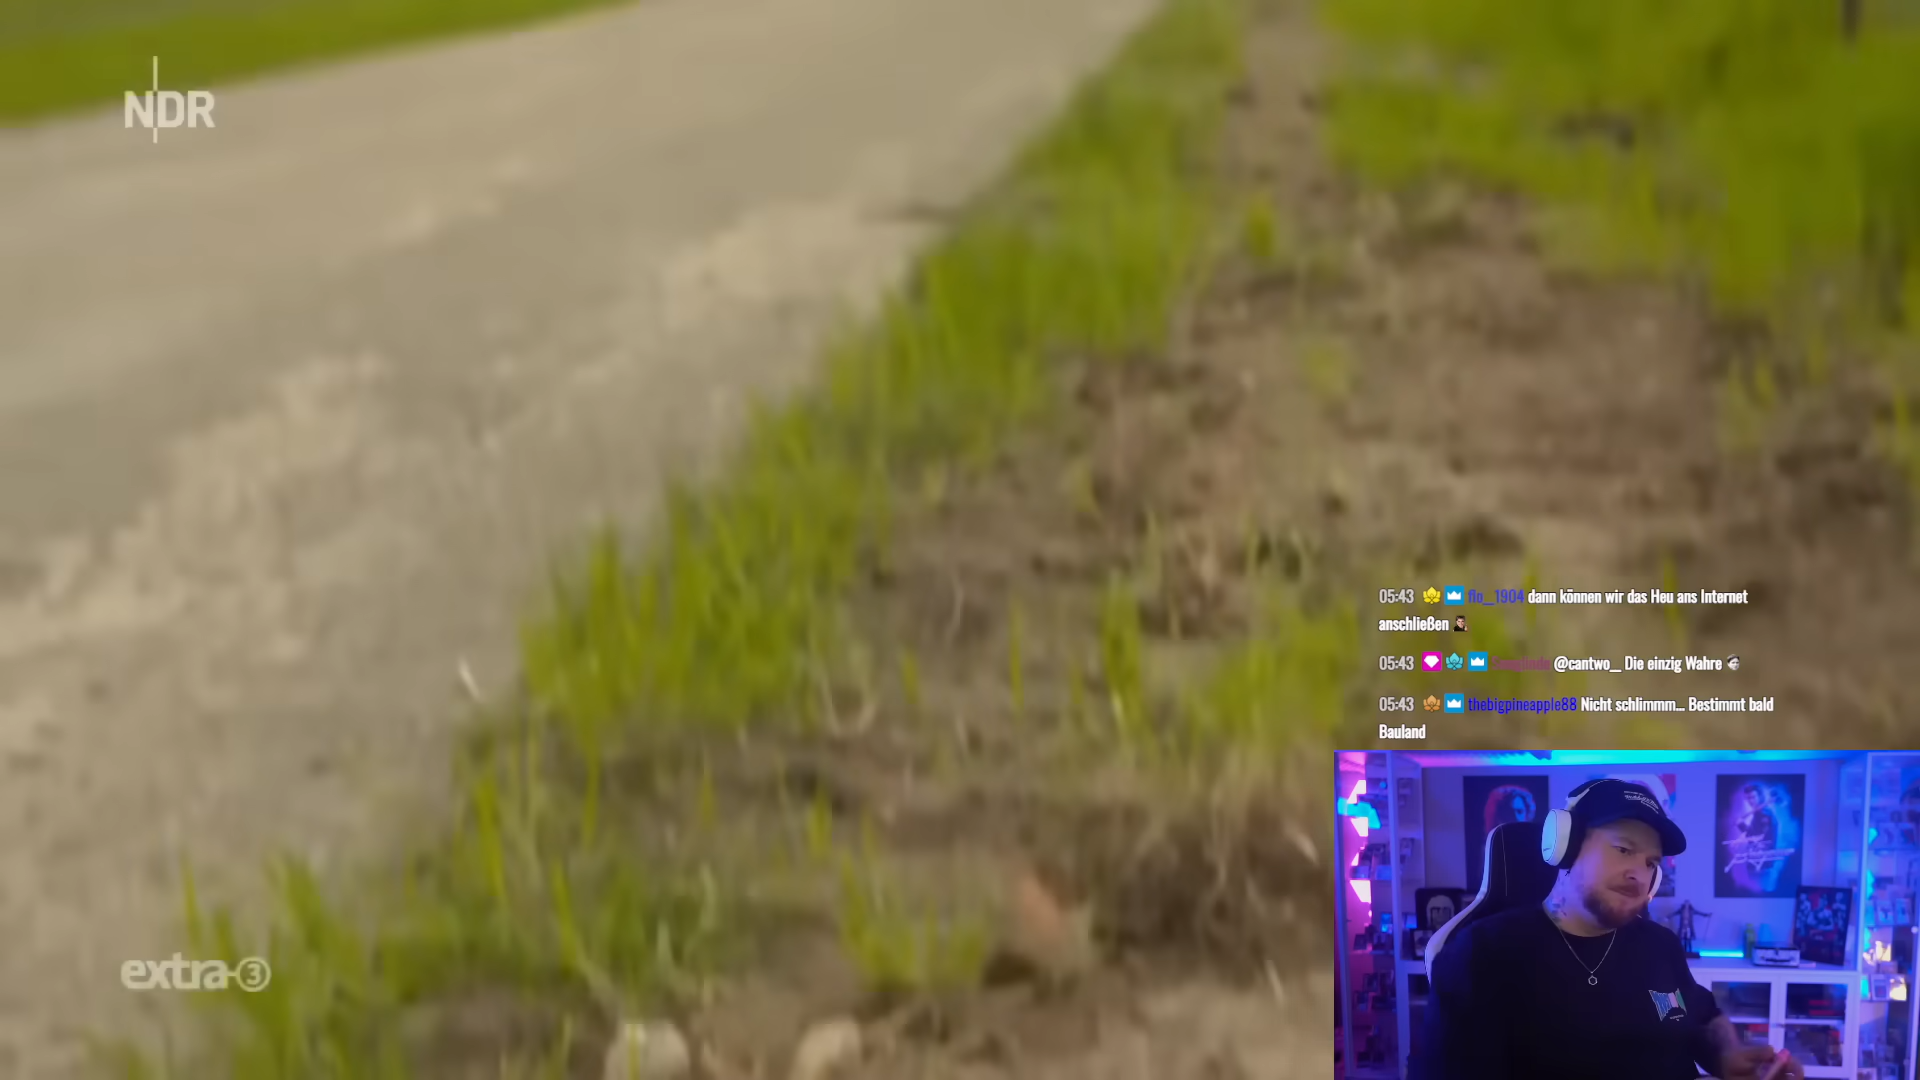 NDR
05:43 flo_1904 dann können wir das Heu ans Internet
anschließen
05:43 @cantwo_ Die einzig Wahre
05:43 thebigpineapple88 Nicht schlimmm... Bestimmt bald
Bauland
extra 3